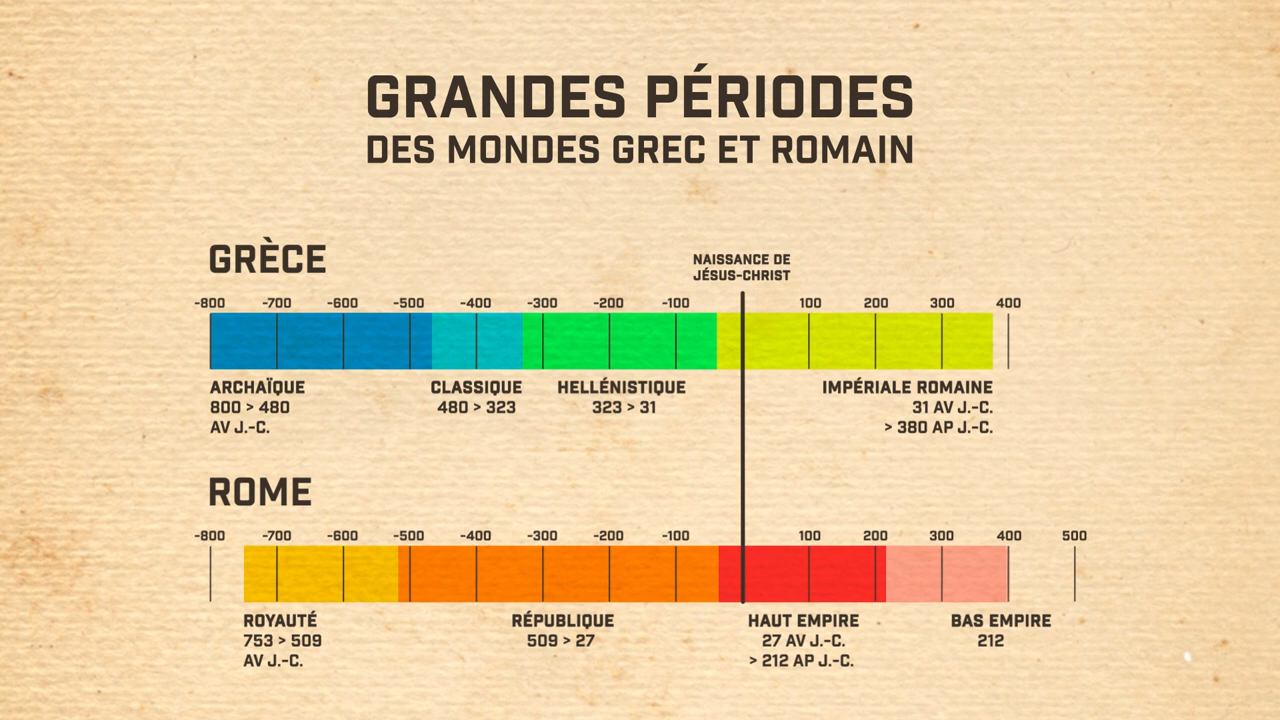 GRANDES PÉRIODES
DES MONDES GREC ET ROMAIN
GRÈCE
NAISSANCE DE
JÉSUS-CHRIST
-800 -700 -600 -500 -400 -300 -200 -100 100 200 300 400
ARCHAÏQUE
800 > 480
AV J.-C.
CLASSIQUE
480 > 323
HELLÉNISTIQUE
323 > 31
IMPÉRIALE ROMAINE
31 AV J.-C.
> 380 AP J.-C.
ROME
-800 -700 -600 -500 -400 -300 -200 -100 100 200 300 400 500
ROYAUTÉ
753 > 509
AV J.-C.
RÉPUBLIQUE
509 > 27
HAUT EMPIRE
27 AV J.-C.
> 212 AP J.-C.
BAS EMPIRE
212